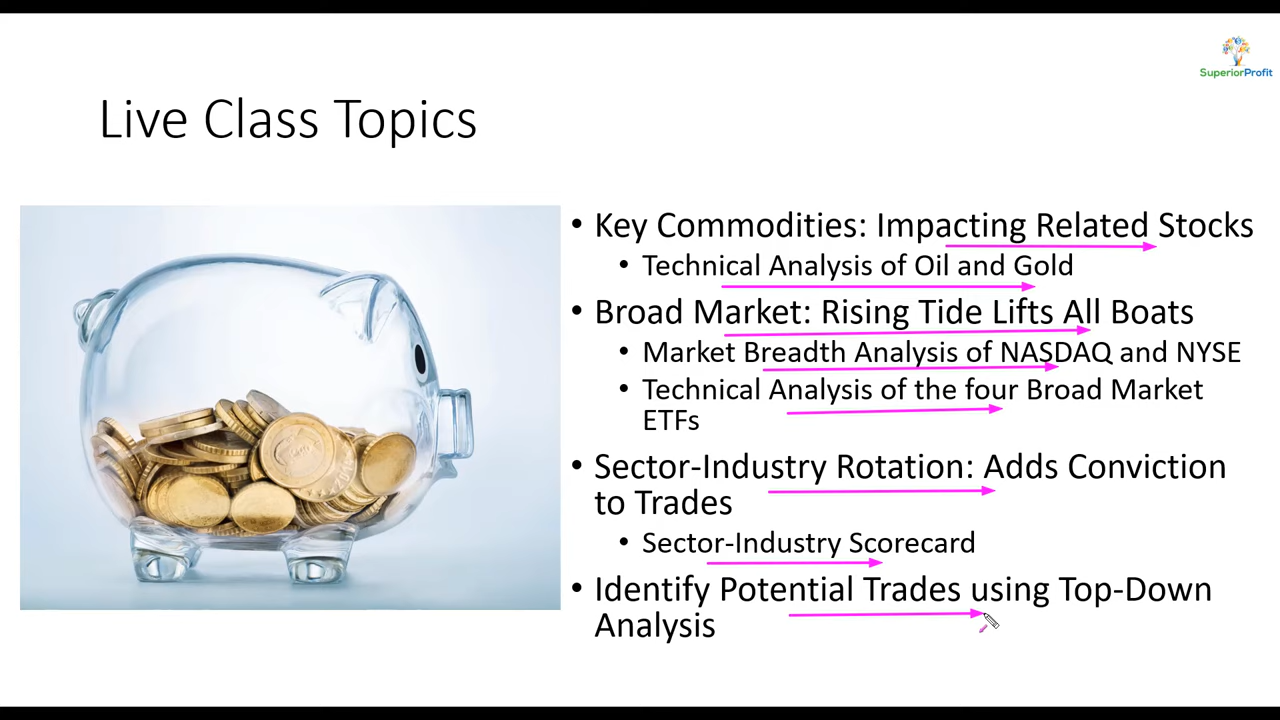 SuperiorProfit
Live Class Topics
• Key Commodities: Impacting Related Stocks
• Technical Analysis of Oil and Gold
• Broad Market: Rising Tide Lifts All Boats
• Market Breadth Analysis of NASDAQ and NYSE
• Technical Analysis of the four Broad Market
ETFs
• Sector-Industry Rotation: Adds Conviction
to Trades
• Sector-Industry Scorecard
• Identify Potential Trades using Top-Down
Analysis